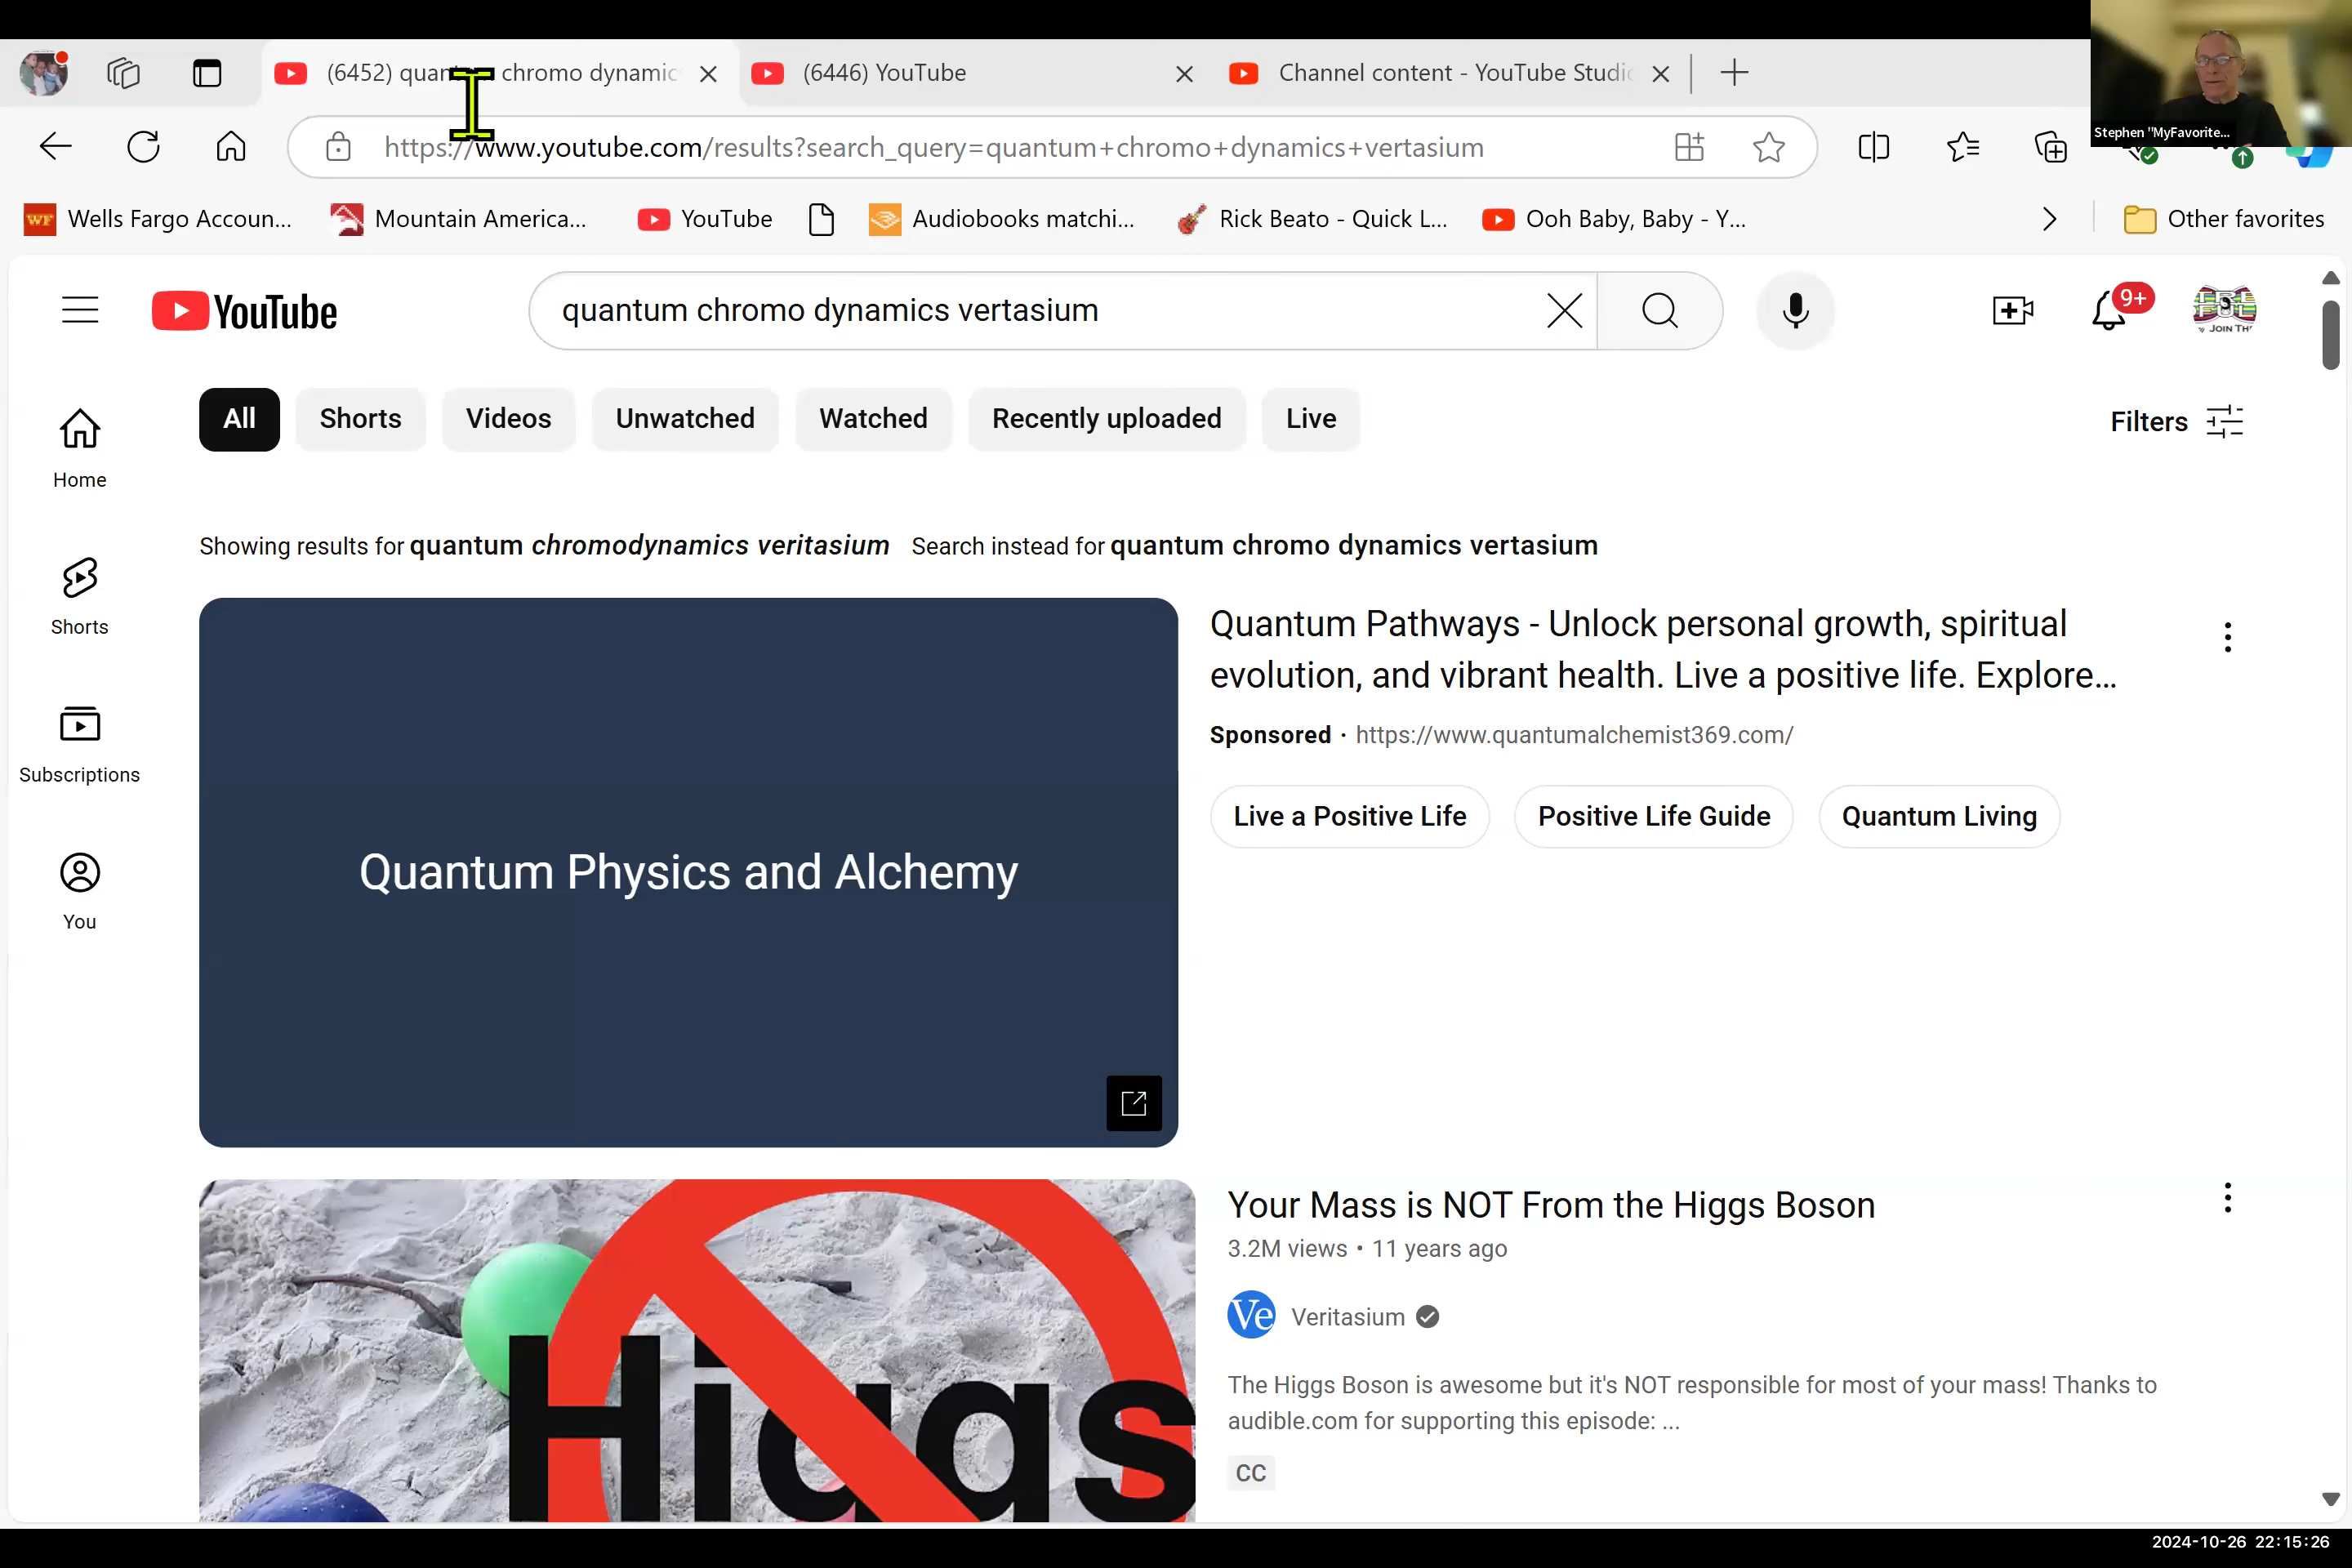 (6452) quan chromo dynamic
(6446) YouTube
Channel content - YouTube Studi
Stephen "MyFavorite...
https://www.youtube.com/results?search_query=quantum+chromo+dynamics+vertasium
WF
Wells Fargo Accoun...
Mountain America...
YouTube
Audiobooks matchi...
Rick Beato - Quick L...
Ooh Baby, Baby - Y...
Other favorites
YouTube
quantum chromo dynamics vertasium
9+
JOIN TH
All
Shorts
Videos
Unwatched
Watched
Recently uploaded
Live
Filters
Home
Shorts
Subscriptions
You
Showing results for quantum chromodynamics veritasium Search instead for quantum chromo dynamics vertasium
Quantum Physics and Alchemy
Quantum Pathways - Unlock personal growth, spiritual
evolution, and vibrant health. Live a positive life. Explore...
Sponsored · https://www.quantumalchemist369.com/
Live a Positive Life
Positive Life Guide
Quantum Living
Higgs
Your Mass is NOT From the Higgs Boson
3.2M views • 11 years ago
Ve
Veritasium
The Higgs Boson is awesome but it's NOT responsible for most of your mass! Thanks to
audible.com for supporting this episode: ...
CC
2024-10-26 22:15:26